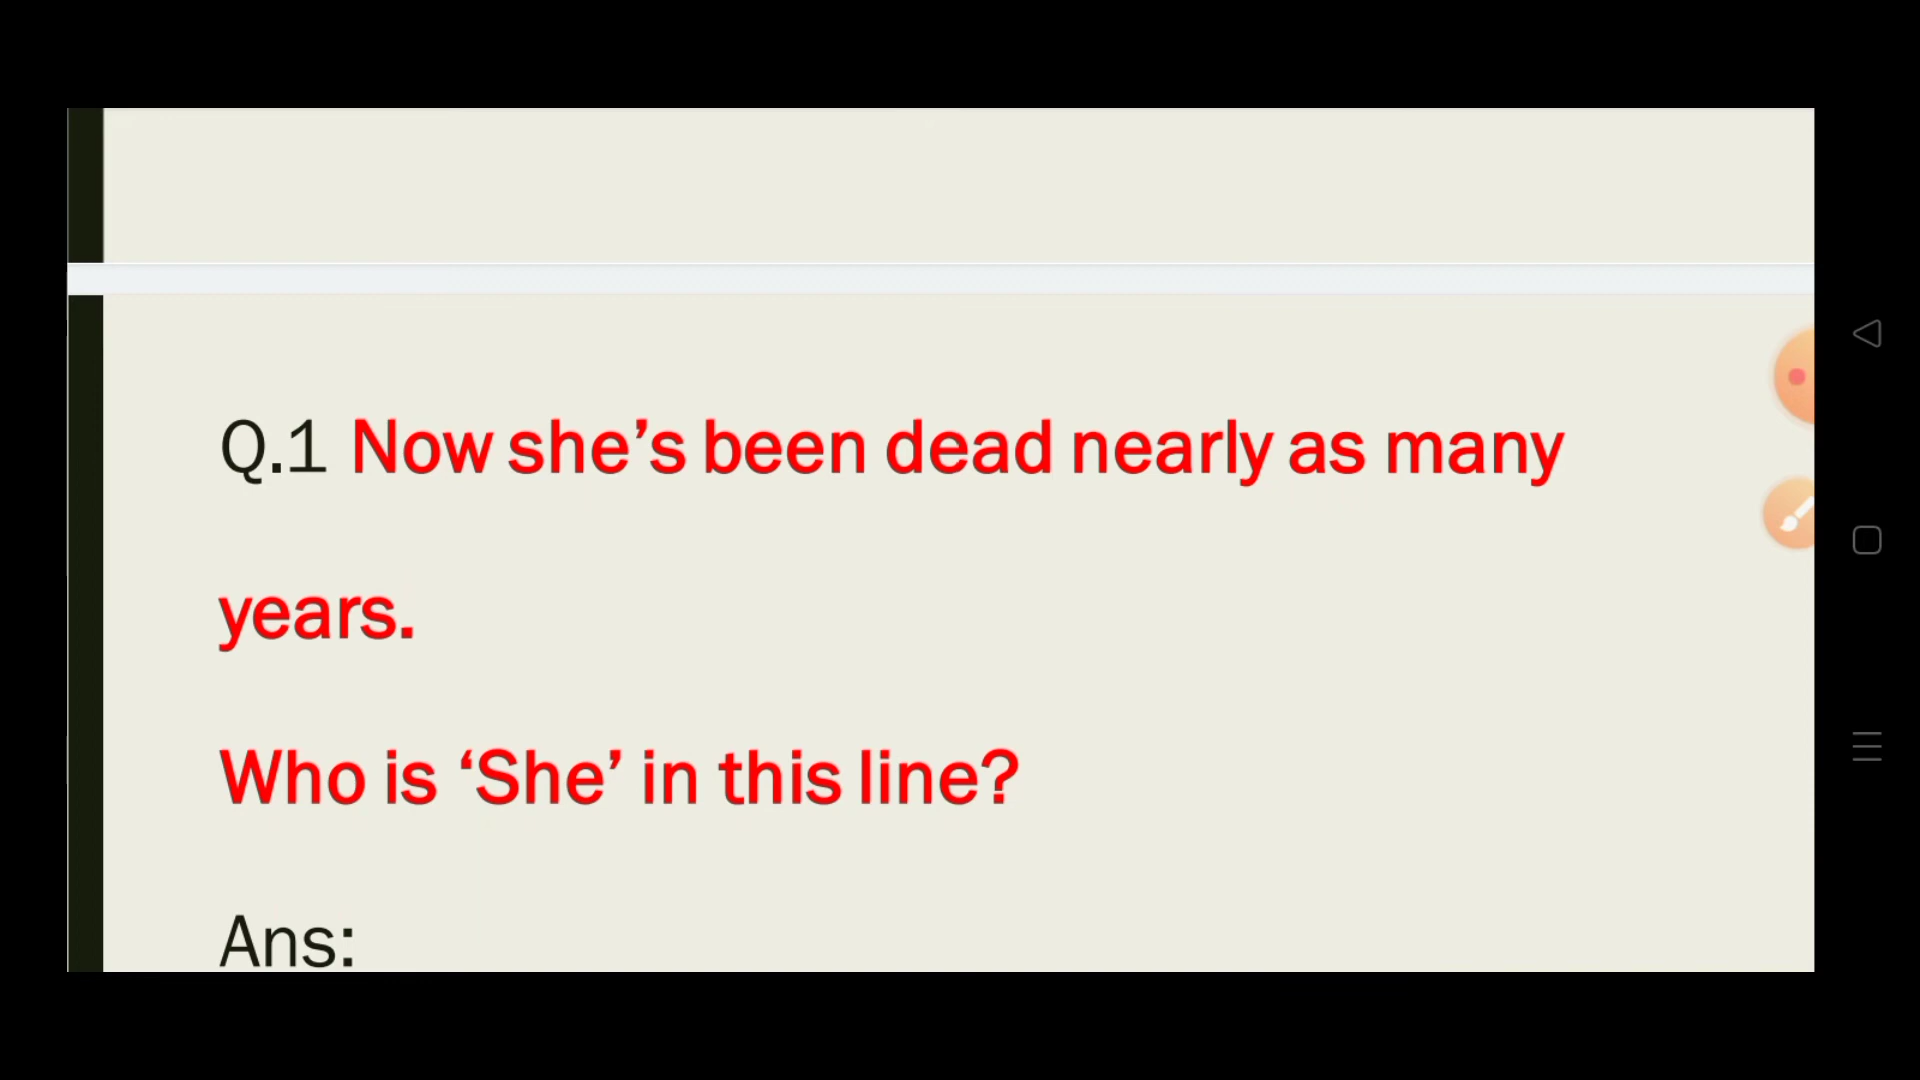 Q.1 Now she’s been dead nearly as many
years.
Who is ‘She’ in this line?
Ans: